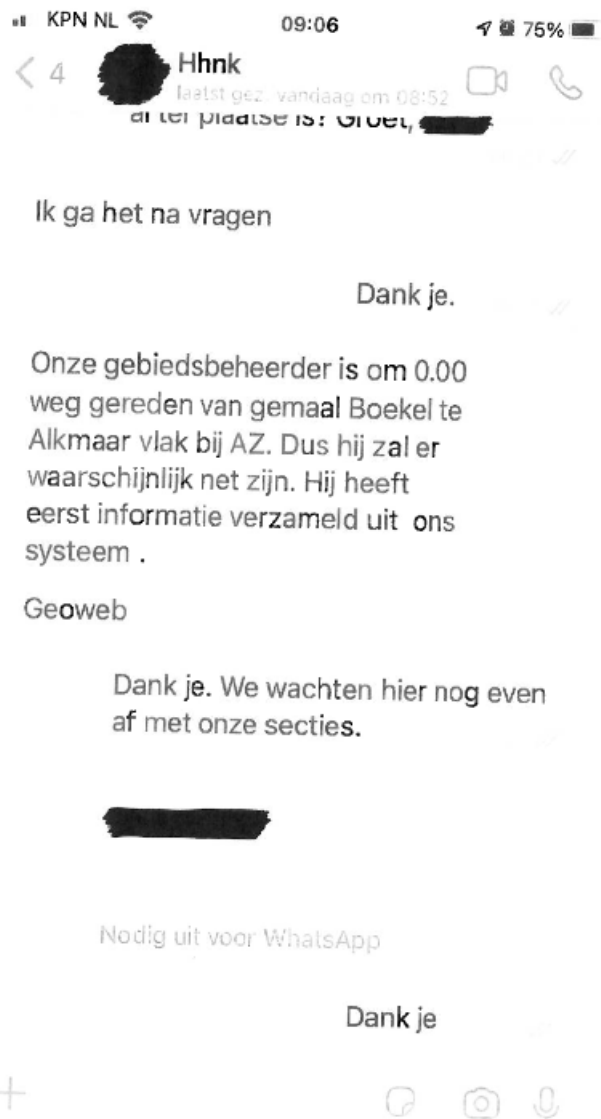 KPN NL 09:06 75%
4 Hhnk
laatst gez. vandaag om 08:52
plaatse is? Groet,
Ik ga het na vragen
Dank je.
Onze gebiedsbeheerder is om 0.00
weg gereden van gemaal Boekel te
Alkmaar vlak bij AZ. Dus hij zal er
waarschijnlijk net zijn. Hij heeft
eerst informatie verzameld uit ons
systeem .
Geoweb
Dank je. We wachten hier nog even
af met onze secties.
Nodig uit voor WhatsApp
Dank je